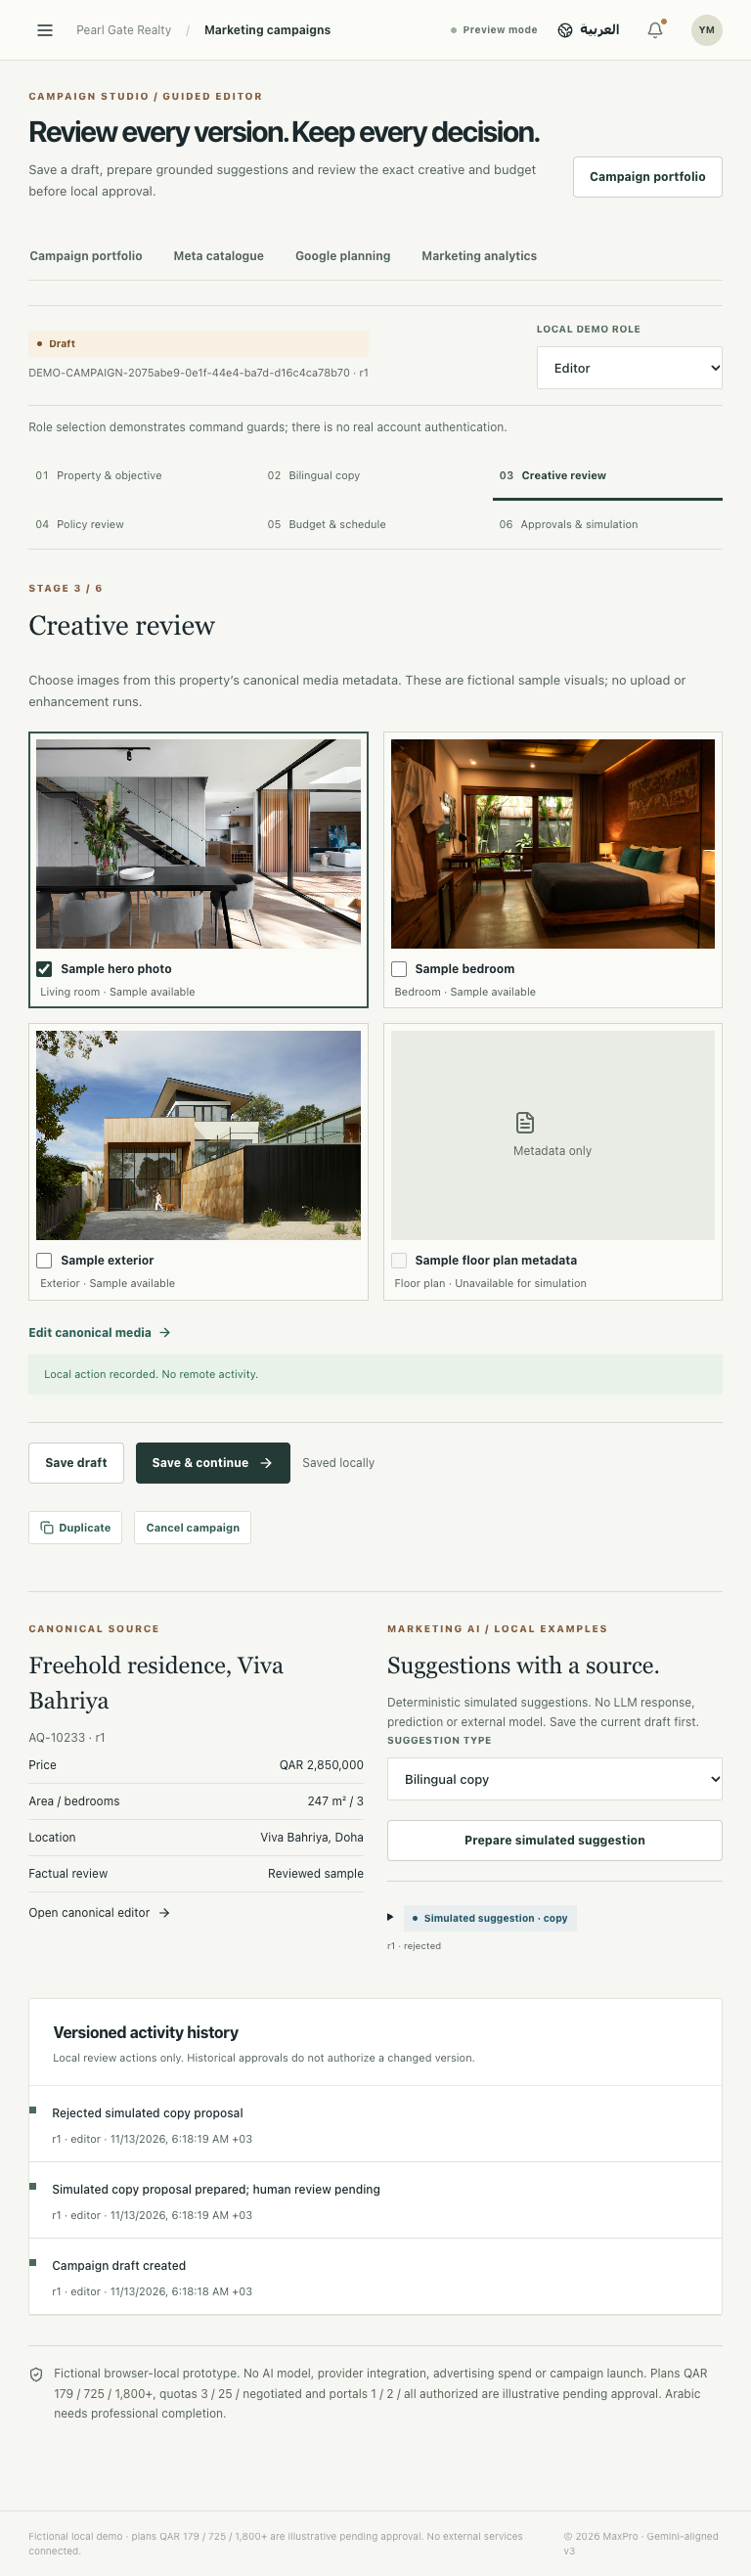 Pearl Gate Realty / Marketing campaigns
Preview mode
العربية
YM
CAMPAIGN STUDIO / GUIDED EDITOR
Review every version. Keep every decision.
Save a draft, prepare grounded suggestions and review the exact creative and budget
before local approval.
Campaign portfolio
Campaign portfolio
Meta catalogue
Google planning
Marketing analytics
Draft
DEMO-CAMPAIGN-2075abe9-0e1f-44e4-ba7d-d16c4ca78b70 · r1
LOCAL DEMO ROLE
Editor
Role selection demonstrates command guards; there is no real account authentication.
01 Property & objective
02 Bilingual copy
03 Creative review
04 Policy review
05 Budget & schedule
06 Approvals & simulation
STAGE 3 / 6
Creative review
Choose images from this property's canonical media metadata. These are fictional sample visuals; no upload or
enhancement runs.
Sample hero photo
Living room · Sample available
Sample bedroom
Bedroom · Sample available
Sample exterior
Exterior · Sample available
Metadata only
Sample floor plan metadata
Floor plan · Unavailable for simulation
Edit canonical media →
Local action recorded. No remote activity.
Save draft
Save & continue →
Saved locally
Duplicate
Cancel campaign
CANONICAL SOURCE
Freehold residence, Viva
Bahriya
AQ-10233 · r1
Price QAR 2,850,000
Area / bedrooms 247 m² / 3
Location Viva Bahriya, Doha
Factual review Reviewed sample
Open canonical editor →
MARKETING AI / LOCAL EXAMPLES
Suggestions with a source.
Deterministic simulated suggestions. No LLM response,
prediction or external model. Save the current draft first.
SUGGESTION TYPE
Bilingual copy
Prepare simulated suggestion
Simulated suggestion · copy
r1 · rejected
Versioned activity history
Local review actions only. Historical approvals do not authorize a changed version.
Rejected simulated copy proposal
r1 · editor · 11/13/2026, 6:18:19 AM +03
Simulated copy proposal prepared; human review pending
r1 · editor · 11/13/2026, 6:18:19 AM +03
Campaign draft created
r1 · editor · 11/13/2026, 6:18:18 AM +03
Fictional browser-local prototype. No AI model, provider integration, advertising spend or campaign launch. Plans QAR
179 / 725 / 1,800+, quotas 3 / 25 / negotiated and portals 1 / 2 / all authorized are illustrative pending approval. Arabic
needs professional completion.
Fictional local demo · plans QAR 179 / 725 / 1,800+ are illustrative pending approval. No external services
connected.
© 2026 MaxPro · Gemini-aligned
v3